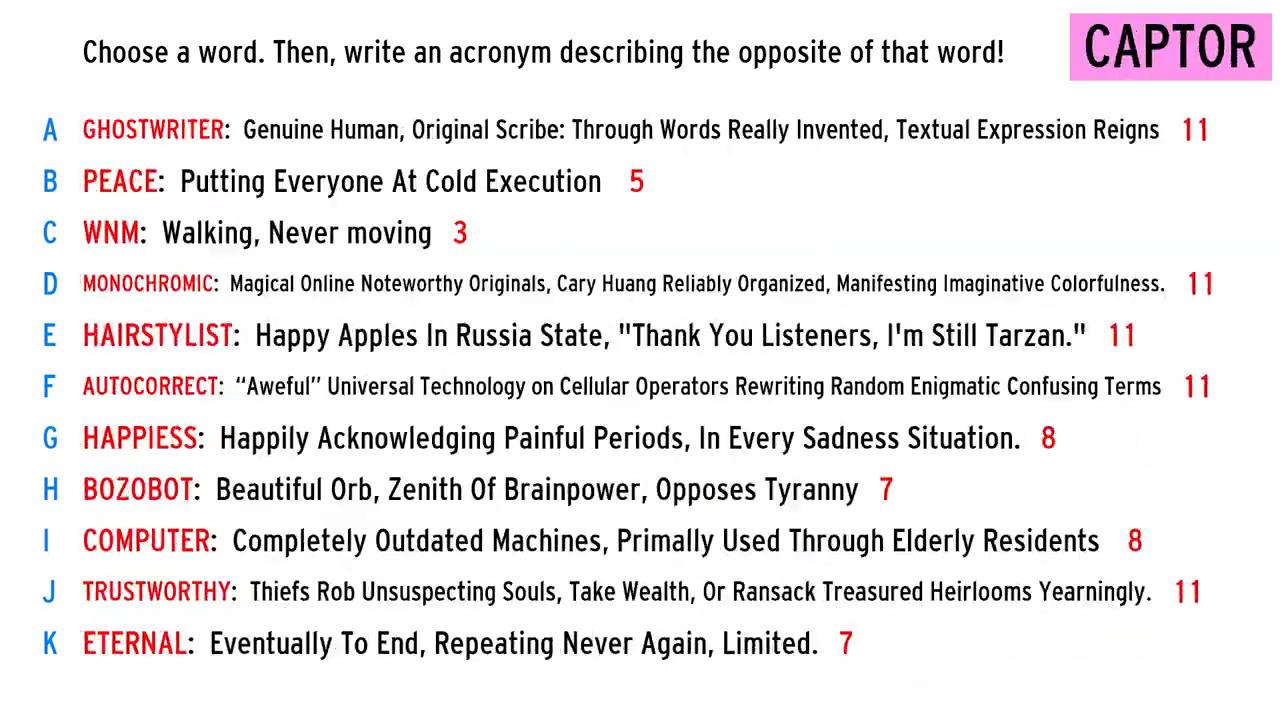 Choose a word. Then, write an acronym describing the opposite of that word!
CAPTOR
A GHOSTWRITER: Genuine Human, Original Scribe: Through Words Really Invented, Textual Expression Reigns 11
B PEACE: Putting Everyone At Cold Execution 5
C WNM: Walking, Never moving 3
D MONOCHROMIC: Magical Online Noteworthy Originals, Cary Huang Reliably Organized, Manifesting Imaginative Colorfulness. 11
E HAIRSTYLIST: Happy Apples In Russia State, "Thank You Listeners, I'm Still Tarzan." 11
F AUTOCORRECT: “Aweful” Universal Technology on Cellular Operators Rewriting Random Enigmatic Confusing Terms 11
G HAPPIESS: Happily Acknowledging Painful Periods, In Every Sadness Situation. 8
H BOZOBOT: Beautiful Orb, Zenith Of Brainpower, Opposes Tyranny 7
I COMPUTER: Completely Outdated Machines, Primally Used Through Elderly Residents 8
J TRUSTWORTHY: Thiefs Rob Unsuspecting Souls, Take Wealth, Or Ransack Treasured Heirlooms Yearningly. 11
K ETERNAL: Eventually To End, Repeating Never Again, Limited. 7